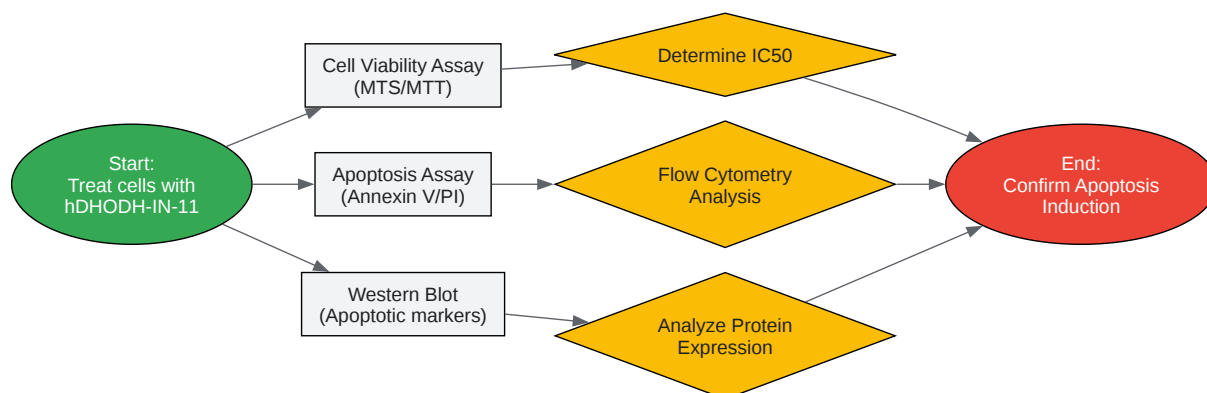 Start:
Treat cells with
hDHODH-IN-11
Cell Viability Assay
(MTS/MTT)
Determine IC50
Apoptosis Assay
(Annexin V/PI)
Flow Cytometry
Analysis
Western Blot
(Apoptotic markers)
Analyze Protein
Expression
End:
Confirm Apoptosis
Induction